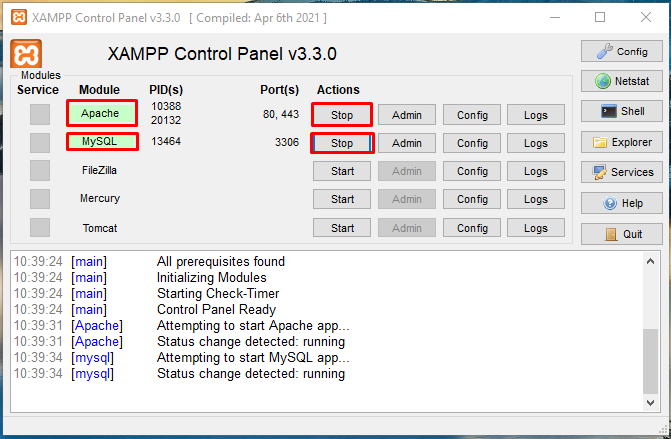 XAMPP Control Panel v3.3.0 [ Compiled: Apr 6th 2021 ]
XAMPP Control Panel v3.3.0
Config
Modules
Service Module PID(s) Port(s) Actions
Netstat
Apache 10388 20132 80, 443 Stop Admin Config Logs
Shell
MySQL 13464 3306 Stop Admin Config Logs
Explorer
FileZilla Start Admin Config Logs
Services
Mercury Start Admin Config Logs
Help
Tomcat Start Admin Config Logs
Quit
10:39:24 [main] All prerequisites found
10:39:24 [main] Initializing Modules
10:39:24 [main] Starting Check-Timer
10:39:24 [main] Control Panel Ready
10:39:31 [Apache] Attempting to start Apache app...
10:39:31 [Apache] Status change detected: running
10:39:34 [mysql] Attempting to start MySQL app...
10:39:34 [mysql] Status change detected: running